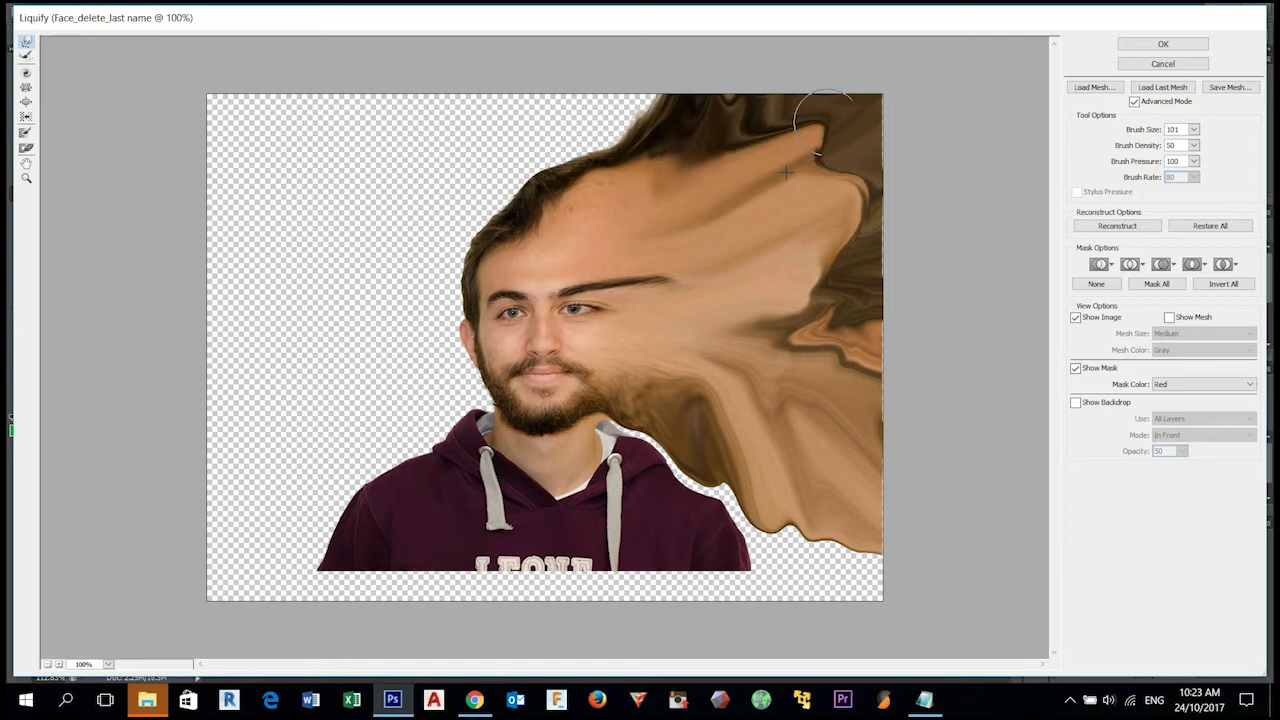 Liquify (Face_delete_last name @ 100%)
OK
Cancel
Load Mesh...
Load Last Mesh
Save Mesh...
Advanced Mode
Tool Options
Brush Size: 101
Brush Density: 50
Brush Pressure: 100
Brush Rate: 80
Stylus Pressure
Reconstruct Options
Reconstruct
Restore All
Mask Options
None
Mask All
Invert All
View Options
Show Image
Show Mesh
Mesh Size: Medium
Mesh Color: Gray
Show Mask
Mask Color: Red
Show Backdrop
Use: All Layers
Mode: In Front
Opacity: 50
LEONE
100%
ENG
10:23 AM
24/10/2017